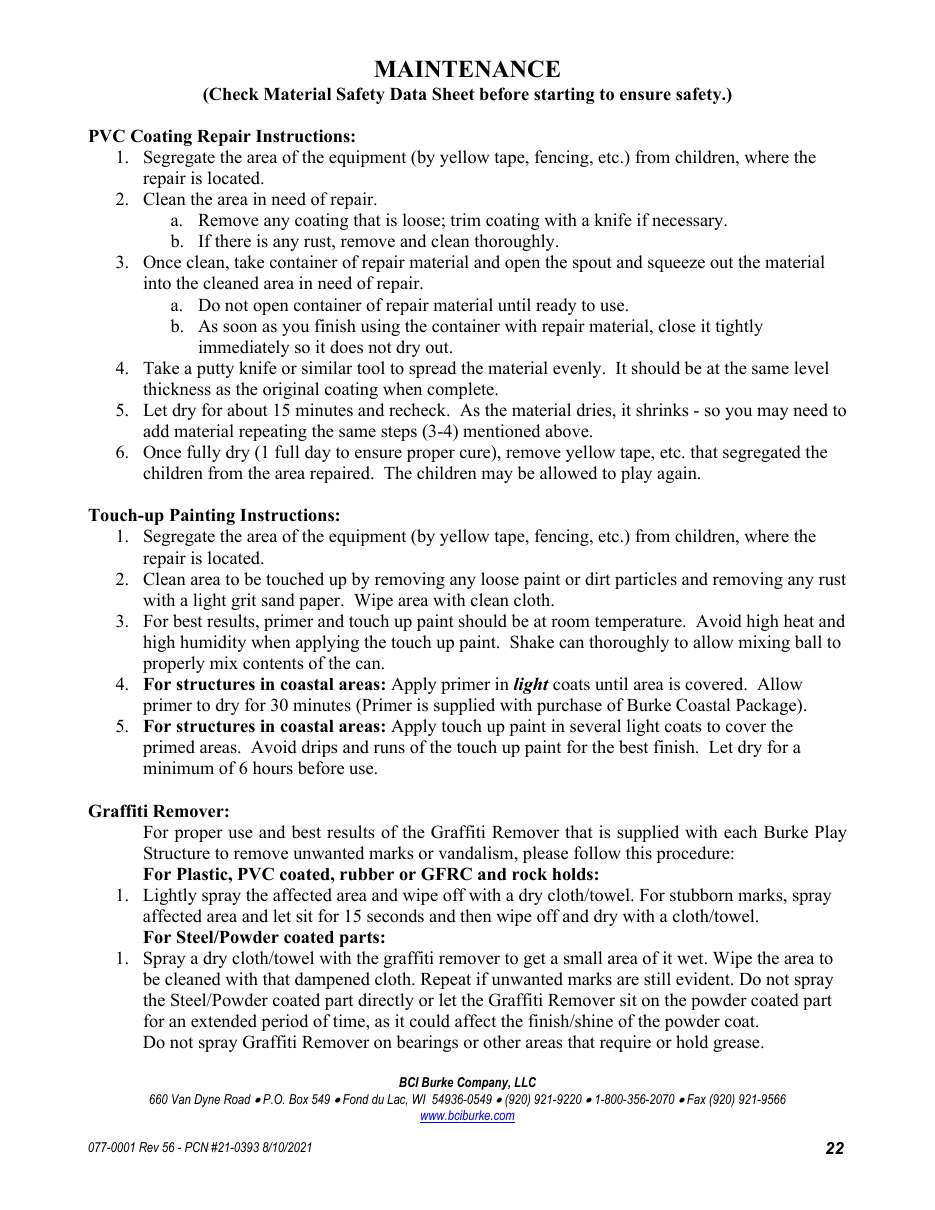 MAINTENANCE
(Check Material Safety Data Sheet before starting to ensure safety.)
PVC Coating Repair Instructions:
1. Segregate the area of the equipment (by yellow tape, fencing, etc.) from children, where the
repair is located.
2. Clean the area in need of repair.
a. Remove any coating that is loose; trim coating with a knife if necessary.
b. If there is any rust, remove and clean thoroughly.
3. Once clean, take container of repair material and open the spout and squeeze out the material
into the cleaned area in need of repair.
a. Do not open container of repair material until ready to use.
b. As soon as you finish using the container with repair material, close it tightly
immediately so it does not dry out.
4. Take a putty knife or similar tool to spread the material evenly.  It should be at the same level
thickness as the original coating when complete.
5. Let dry for about 15 minutes and recheck.  As the material dries, it shrinks - so you may need to
add material repeating the same steps (3-4) mentioned above.
6. Once fully dry (1 full day to ensure proper cure), remove yellow tape, etc. that segregated the
children from the area repaired.  The children may be allowed to play again.
Touch-up Painting Instructions:
1. Segregate the area of the equipment (by yellow tape, fencing, etc.) from children, where the
repair is located.
2. Clean area to be touched up by removing any loose paint or dirt particles and removing any rust
with a light grit sand paper.  Wipe area with clean cloth.
3. For best results, primer and touch up paint should be at room temperature.  Avoid high heat and
high humidity when applying the touch up paint.  Shake can thoroughly to allow mixing ball to
properly mix contents of the can.
4. For structures in coastal areas: Apply primer in light coats until area is covered.  Allow
primer to dry for 30 minutes (Primer is supplied with purchase of Burke Coastal Package).
5. For structures in coastal areas: Apply touch up paint in several light coats to cover the
primed areas.  Avoid drips and runs of the touch up paint for the best finish.  Let dry for a
minimum of 6 hours before use.
Graffiti Remover:
For proper use and best results of the Graffiti Remover that is supplied with each Burke Play
Structure to remove unwanted marks or vandalism, please follow this procedure:
For Plastic, PVC coated, rubber or GFRC and rock holds:
1. Lightly spray the affected area and wipe off with a dry cloth/towel. For stubborn marks, spray
affected area and let sit for 15 seconds and then wipe off and dry with a cloth/towel.
For Steel/Powder coated parts:
1. Spray a dry cloth/towel with the graffiti remover to get a small area of it wet. Wipe the area to
be cleaned with that dampened cloth. Repeat if unwanted marks are still evident. Do not spray
the Steel/Powder coated part directly or let the Graffiti Remover sit on the powder coated part
for an extended period of time, as it could affect the finish/shine of the powder coat.
Do not spray Graffiti Remover on bearings or other areas that require or hold grease.
BCI Burke Company, LLC
660 Van Dyne Road • P.O. Box 549 • Fond du Lac, WI  54936-0549 • (920) 921-9220 • 1-800-356-2070 • Fax (920) 921-9566
www.bciburke.com
077-0001 Rev 56 - PCN #21-0393 8/10/2021 22